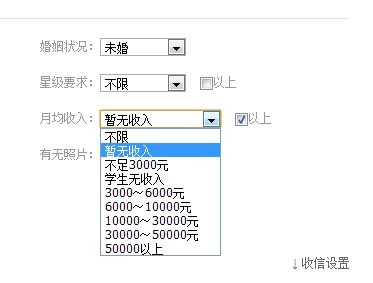 婚姻状况： 未婚
星级要求： 不限 以上
月均收入： 暂无收入 以上
有无照片：
不限
暂无收入
不足3000元
学生无收入
3000～6000元
6000～10000元
10000～30000元
30000～50000元
50000以上
↓收信设置